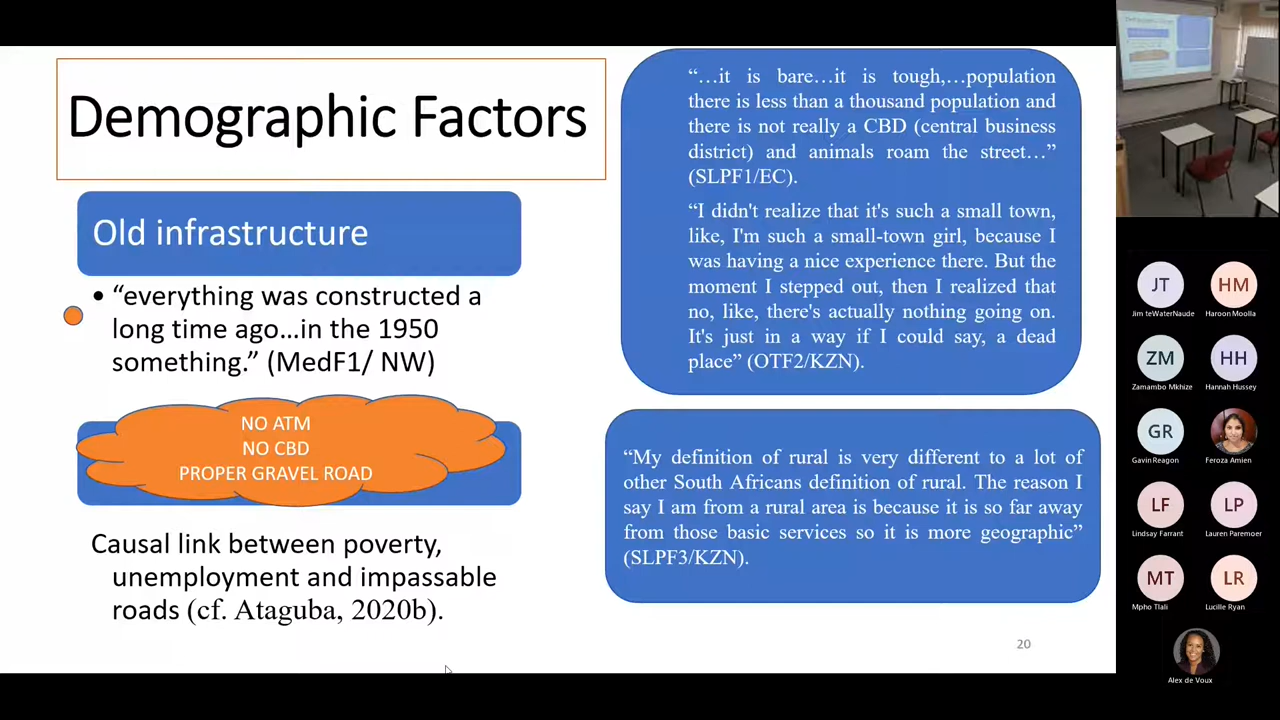 Demographic Factors
Old infrastructure
• “everything was constructed a
long time ago…in the 1950
something.” (MedF1/ NW)
NO ATM
NO CBD
PROPER GRAVEL ROAD
Causal link between poverty,
unemployment and impassable
roads (cf. Ataguba, 2020b).
“…it is bare…it is tough,…population
there is less than a thousand population and
there is not really a CBD (central business
district) and animals roam the street…”
(SLPF1/EC).
“I didn't realize that it's such a small town,
like, I'm such a small-town girl, because I
was having a nice experience there. But the
moment I stepped out, then I realized that
no, like, there's actually nothing going on.
It's just in a way if I could say, a dead
place” (OTF2/KZN).
“My definition of rural is very different to a lot of
other South Africans definition of rural. The reason I
say I am from a rural area is because it is so far away
from those basic services so it is more geographic”
(SLPF3/KZN).
20
JT
Jim teWaterNaude
HM
Haroon Moolla
ZM
Zamambo Mkhize
HH
Hannah Hussey
GR
Gavin Reagon
Feroza Amien
LF
Lindsay Farrant
LP
Lauren Paremoer
MT
Mpho Tlali
LR
Lucille Ryan
Alex de Voux